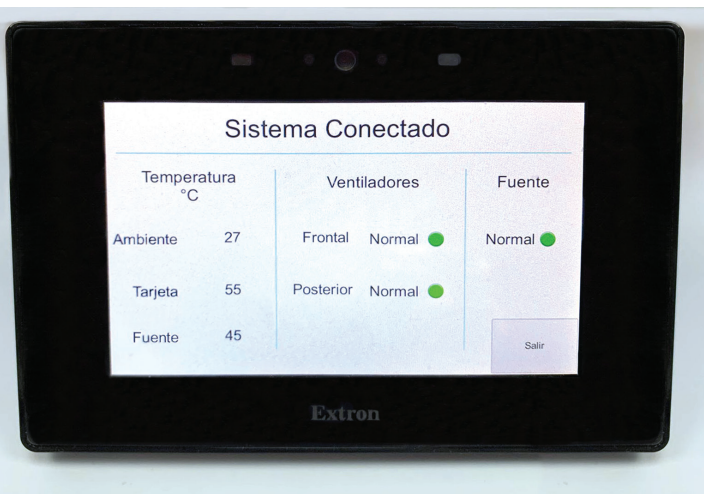 Sistema Conectado
Temperatura
°C
Ambiente 27
Tarjeta 55
Fuente 45
Ventiladores
Frontal Normal
Posterior Normal
Fuente
Normal
Salir
Extron